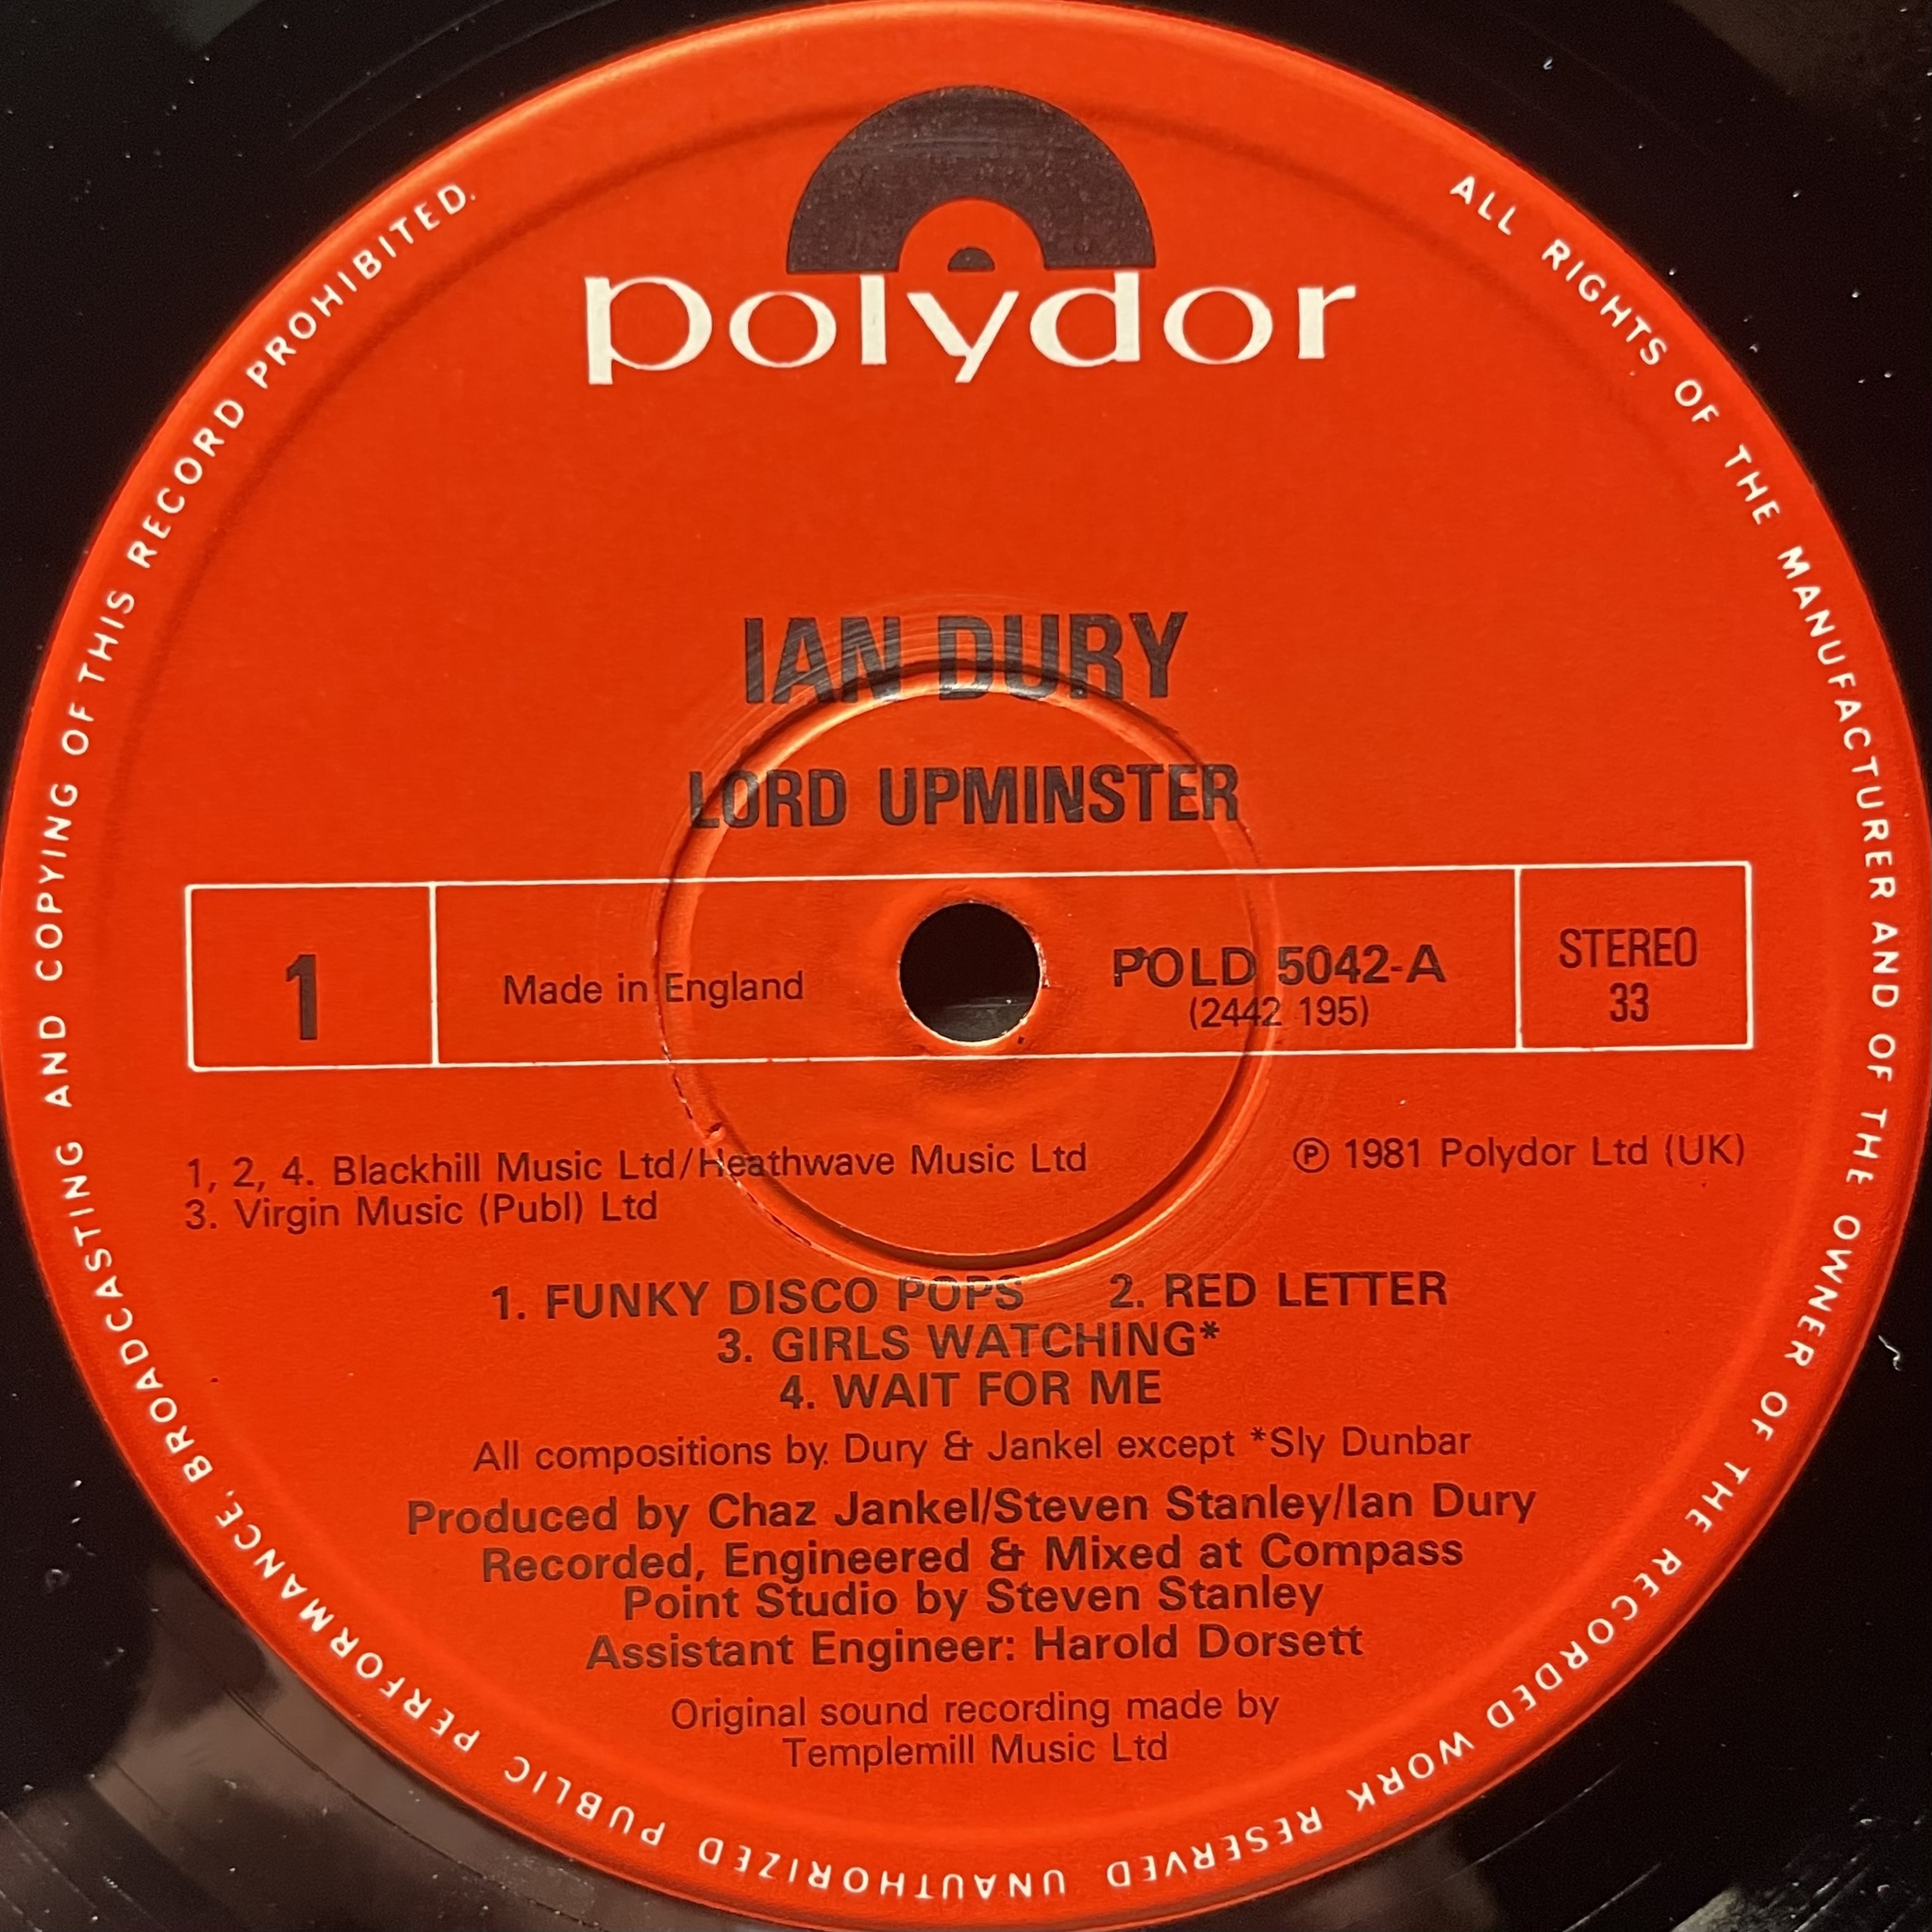 polydor
IAN DURY
LORD UPMINSTER
1
Made in England
POLD 5042-A
(2442 195)
STEREO
33
1, 2, 4. Blackhill Music Ltd/Heathwave Music Ltd
3. Virgin Music (Publ) Ltd
℗ 1981 Polydor Ltd (UK)
1. FUNKY DISCO POPS 2. RED LETTER
3. GIRLS WATCHING*
4. WAIT FOR ME
All compositions by Dury & Jankel except *Sly Dunbar
Produced by Chaz Jankel/Steven Stanley/Ian Dury
Recorded, Engineered & Mixed at Compass
Point Studio by Steven Stanley
Assistant Engineer: Harold Dorsett
Original sound recording made by
Templemill Music Ltd
ALL RIGHTS OF THE MANUFACTURER AND OF THE OWNER OF THE RECORDED WORK RESERVED UNAUTHORIZED PUBLIC PERFORMANCE, BROADCASTING AND COPYING OF THIS RECORD PROHIBITED.